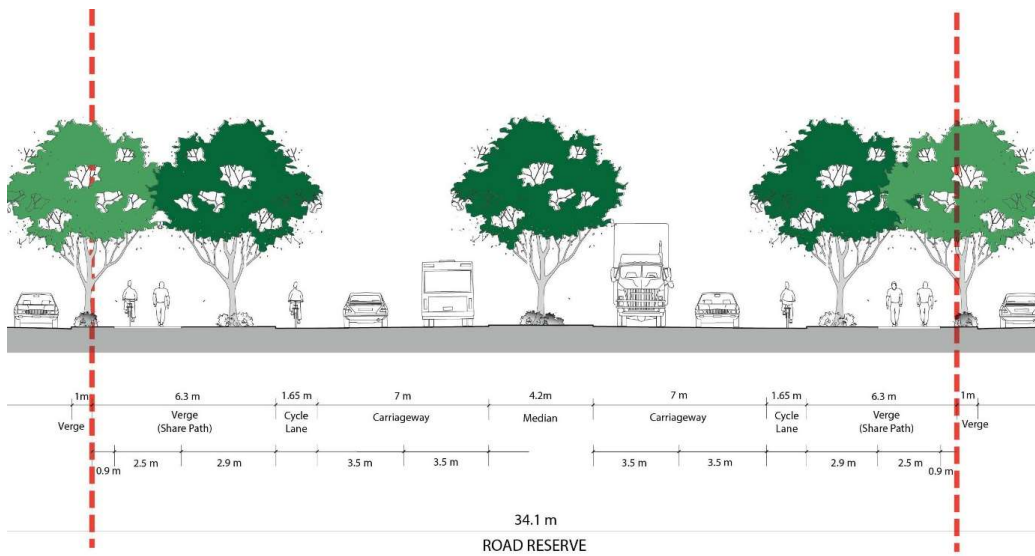 1m
6.3 m
1.65 m
7 m
4.2m
7 m
1.65 m
6.3 m
1m
Verge
Verge
(Share Path)
Cycle
Lane
Carriageway
Median
Carriageway
Cycle
Lane
Verge
(Share Path)
Verge
0.9 m
2.5 m
2.9 m
3.5 m
3.5 m
3.5 m
3.5 m
2.9 m
2.5 m
0.9 m
34.1 m
ROAD RESERVE